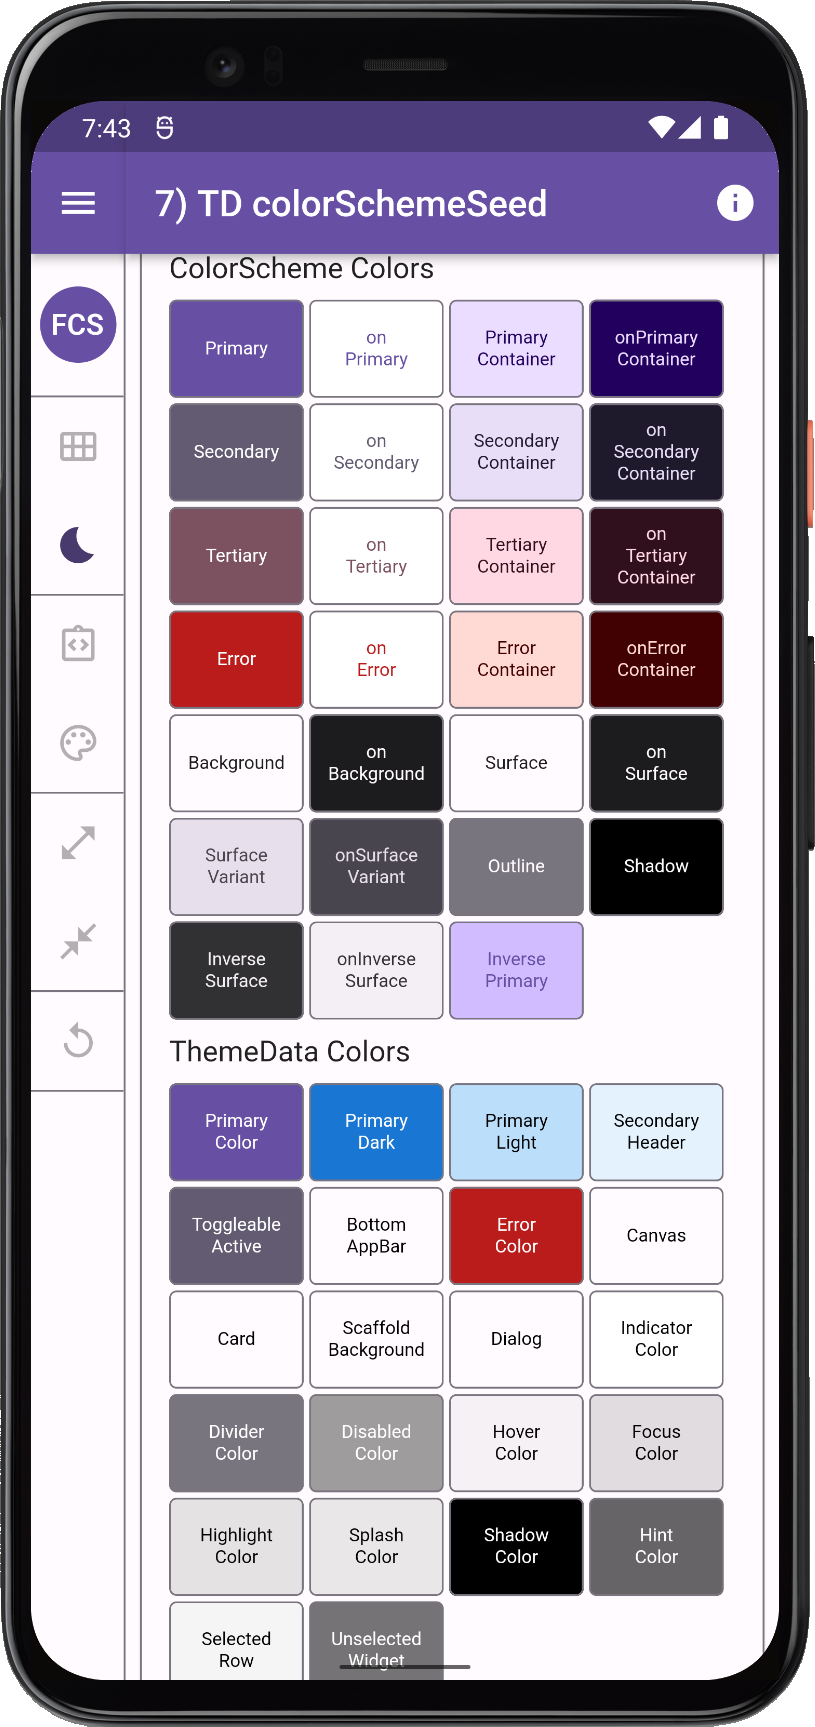 7:43
7) TD colorSchemeSeed
i
FCS
ColorScheme Colors
Primary
on
Primary
Primary
Container
onPrimary
Container
Secondary
on
Secondary
Secondary
Container
on
Secondary
Container
Tertiary
on
Tertiary
Tertiary
Container
on
Tertiary
Container
Error
on
Error
Error
Container
onError
Container
Background
on
Background
Surface
on
Surface
Surface
Variant
onSurface
Variant
Outline
Shadow
Inverse
Surface
onInverse
Surface
Inverse
Primary
ThemeData Colors
Primary
Color
Primary
Dark
Primary
Light
Secondary
Header
Toggleable
Active
Bottom
AppBar
Error
Color
Canvas
Card
Scaffold
Background
Dialog
Indicator
Color
Divider
Color
Disabled
Color
Hover
Color
Focus
Color
Highlight
Color
Splash
Color
Shadow
Color
Hint
Color
Selected
Row
Unselected
Widget